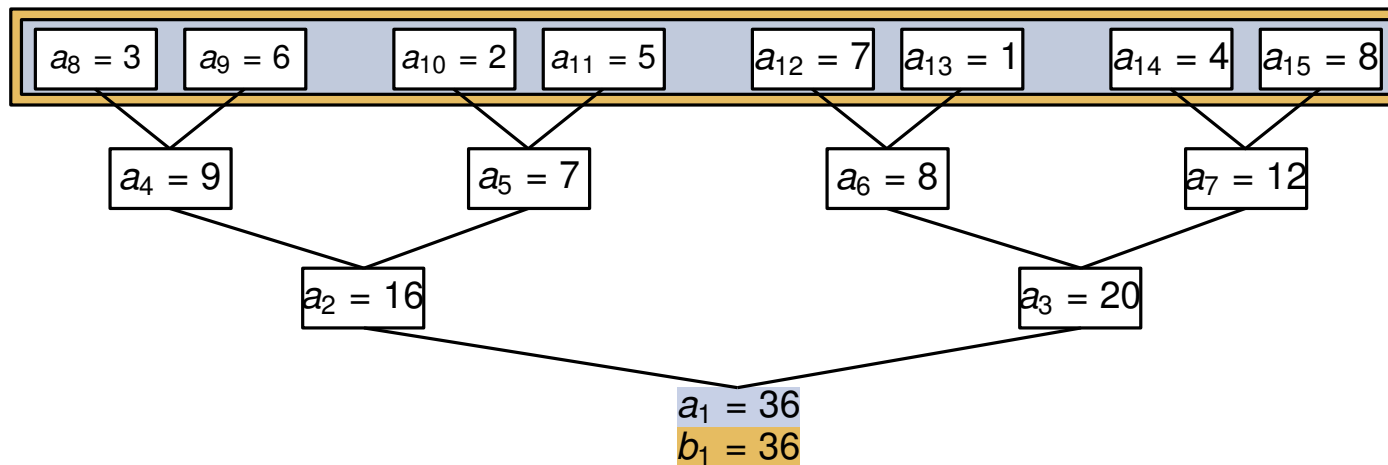 a₈ = 3 a₉ = 6 a₁₀ = 2 a₁₁ = 5 a₁₂ = 7 a₁₃ = 1 a₁₄ = 4 a₁₅ = 8
a₄ = 9 a₅ = 7 a₆ = 8 a₇ = 12
a₂ = 16 a₃ = 20
a₁ = 36
b₁ = 36